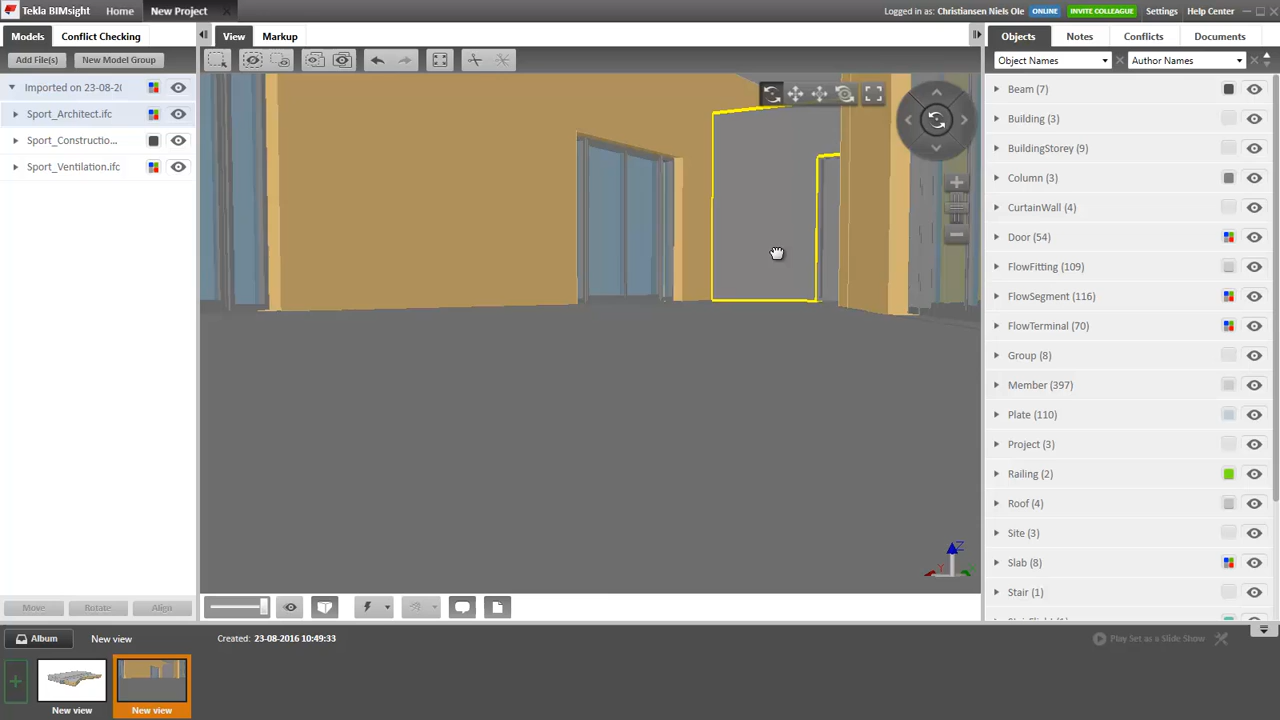 Tekla BIMsight Home New Project Logged in as: Christiansen Niels Ole ONLINE INVITE COLLEAGUE Settings Help Center
Models Conflict Checking View Markup Objects Notes Conflicts Documents
Add File(s) New Model Group Object Names Author Names
Imported on 23-08-20
Sport_Architect.ifc
Sport_Constructio...
Sport_Ventilation.ifc
Beam (7)
Building (3)
BuildingStorey (9)
Column (3)
CurtainWall (4)
Door (54)
FlowFitting (109)
FlowSegment (116)
FlowTerminal (70)
Group (8)
Member (397)
Plate (110)
Project (3)
Railing (2)
Roof (4)
Site (3)
Slab (8)
Stair (1)
Z
Y
Move Rotate Align
Album New view Created: 23-08-2016 10:49:33 Play Set as a Slide Show
New view New view